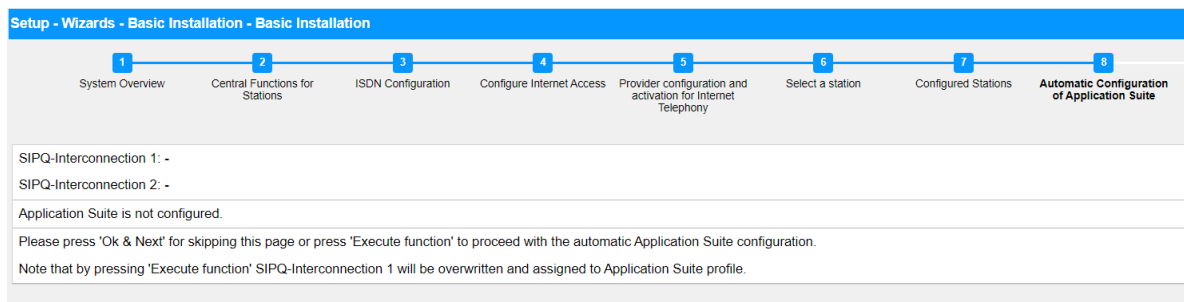 Setup - Wizards - Basic Installation - Basic Installation
1
2
3
4
5
6
7
8
System Overview
Central Functions for
Stations
ISDN Configuration
Configure Internet Access
Provider configuration and
activation for Internet
Telephony
Select a station
Configured Stations
Automatic Configuration
of Application Suite
SIPQ-Interconnection 1: -
SIPQ-Interconnection 2: -
Application Suite is not configured.
Please press 'Ok & Next' for skipping this page or press 'Execute function' to proceed with the automatic Application Suite configuration.
Note that by pressing 'Execute function' SIPQ-Interconnection 1 will be overwritten and assigned to Application Suite profile.